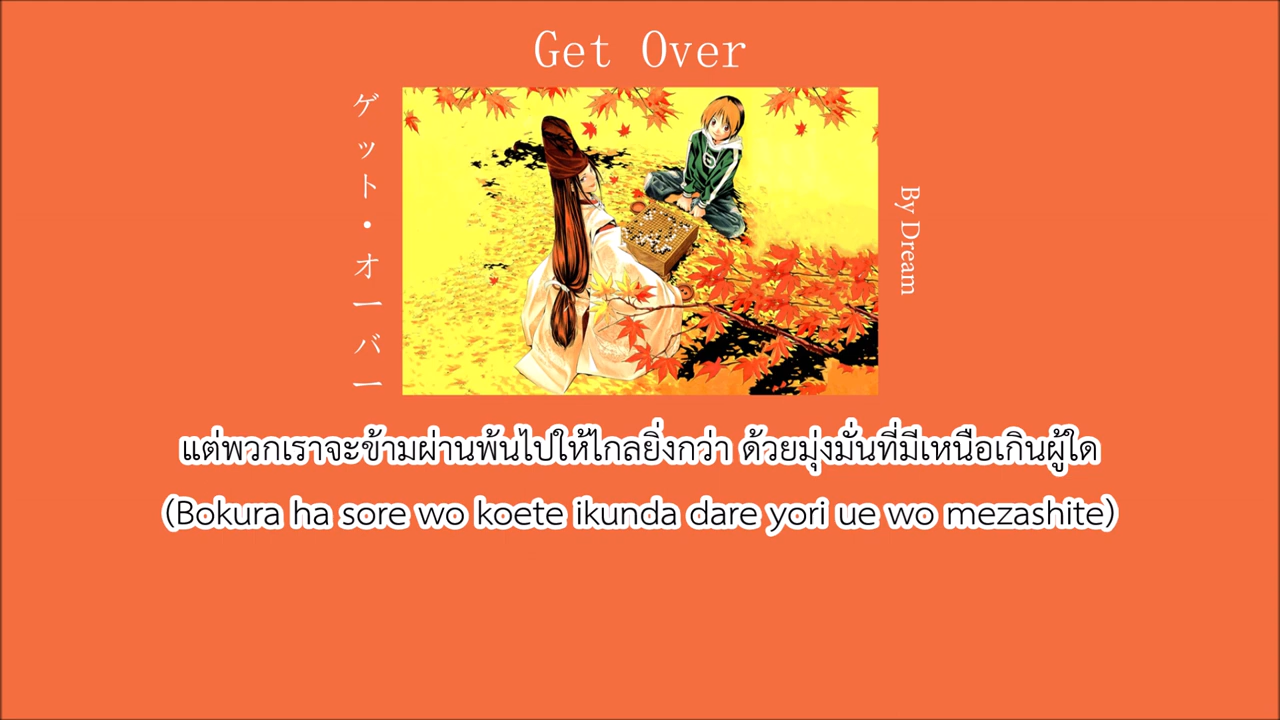 Get Over
ゲット・オーバー
By Dream
แต่พวกเราจะข้ามผ่านพ้นไปให้ไกลยิ่งกว่า ด้วยมุ่งมั่นที่มีเหนือเกินผู้ใด
(Bokura ha sore wo koete ikunda dare yori ue wo mezashite)